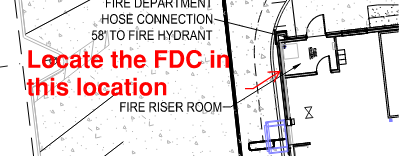 FIRE DEPARTMENT
HOSE CONNECTION
58' TO FIRE HYDRANT
Locate the FDC in
this location
FIRE RISER ROOM